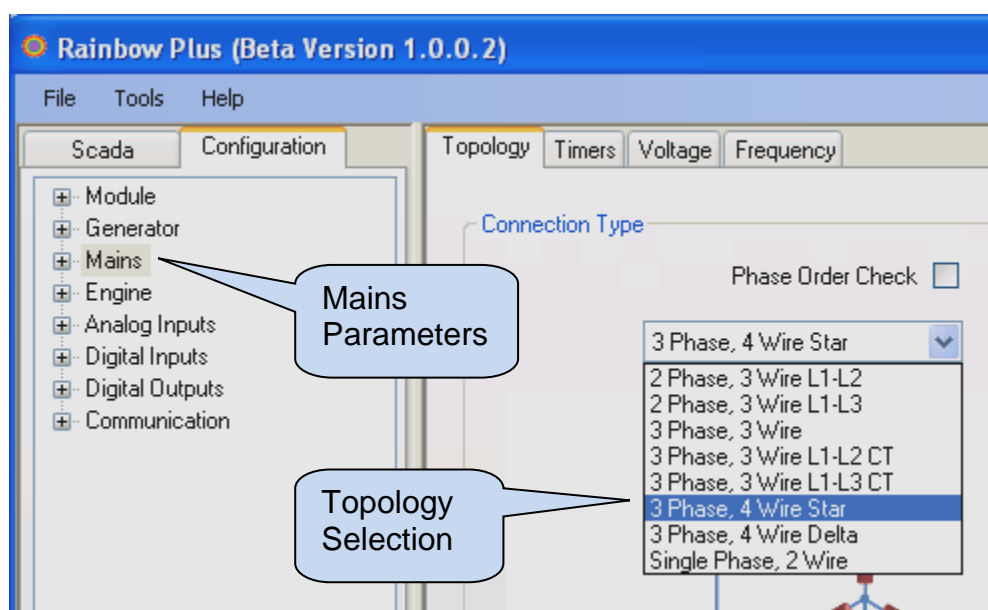 Rainbow Plus (Beta Version 1.0.0.2)
File Tools Help
Scada Configuration
Topology Timers Voltage Frequency
Module
Generator
Mains
Engine
Analog Inputs
Digital Inputs
Digital Outputs
Communication
Mains
Parameters
Topology
Selection
Connection Type
Phase Order Check
3 Phase, 4 Wire Star
2 Phase, 3 Wire L1-L2
2 Phase, 3 Wire L1-L3
3 Phase, 3 Wire
3 Phase, 3 Wire L1-L2 CT
3 Phase, 3 Wire L1-L3 CT
3 Phase, 4 Wire Star
3 Phase, 4 Wire Delta
Single Phase, 2 Wire